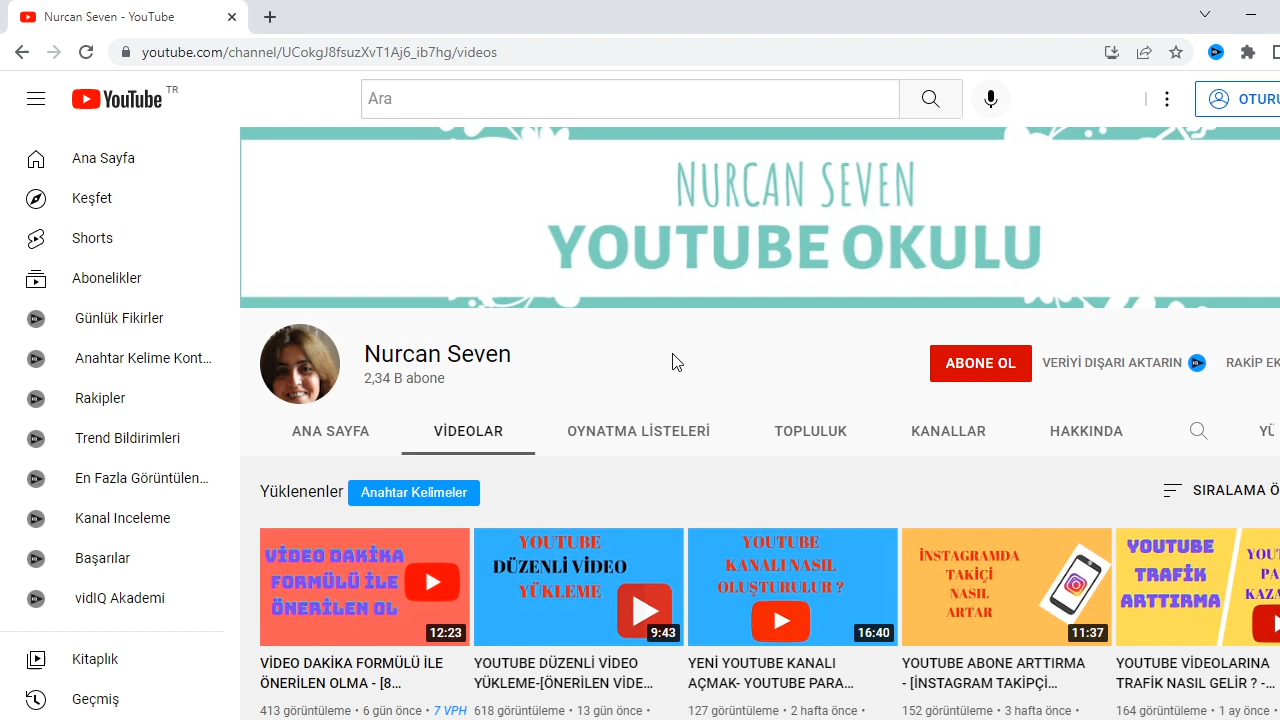 Nurcan Seven - YouTube
youtube.com/channel/UCokgJ8fsuzXvT1Aj6_ib7hg/videos
YouTube TR
Ara
OTURU
Ana Sayfa
Keşfet
Shorts
Abonelikler
Günlük Fikirler
Anahtar Kelime Kont...
Rakipler
Trend Bildirimleri
En Fazla Görüntülen...
Kanal Inceleme
Başarılar
vidIQ Akademi
Kitaplık
Geçmiş
NURCAN SEVEN
YOUTUBE OKULU
Nurcan Seven
2,34 B abone
ABONE OL
VERİYİ DIŞARI AKTARIN
RAKİP EK
ANA SAYFA
VİDEOLAR
OYNATMA LİSTELERİ
TOPLULUK
KANALLAR
HAKKINDA
Yüklenenler
Anahtar Kelimeler
SIRALAMA Ö
VİDEO DAKİKA
FORMÜLÜ İLE
ÖNERİLEN OL
12:23
VİDEO DAKİKA FORMÜLÜ İLE
ÖNERİLEN OLMA - [8...
413 görüntüleme • 6 gün önce • 7 VPH
YOUTUBE
DÜZENLİ VİDEO
YÜKLEME
9:43
YOUTUBE DÜZENLİ VİDEO
YÜKLEME-[ÖNERİLEN VİDE...
618 görüntüleme • 13 gün önce •
YOUTUBE
KANALI NASIL
OLUŞTURULUR ?
16:40
YENİ YOUTUBE KANALI
AÇMAK- YOUTUBE PARA...
127 görüntüleme • 2 hafta önce •
İNSTAGRAMDA
TAKİÇİ
NASIL
ARTAR
11:37
YOUTUBE ABONE ARTTIRMA
- [İNSTAGRAM TAKİPÇİ...
152 görüntüleme • 3 hafta önce •
YOUTUBE
TRAFİK
ARTTIRMA
YOUTUBE VİDEOLARINA
TRAFİK NASIL GELİR ? -...
164 görüntüleme • 1 ay önce •